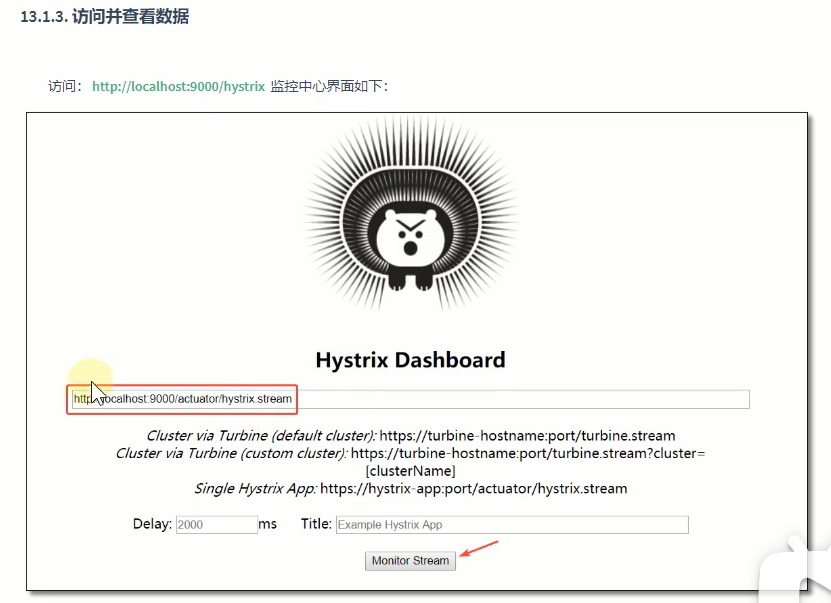 13.1.3. 访问并查看数据
访问： http://localhost:9000/hystrix 监控中心界面如下：
Hystrix Dashboard
http://localhost:9000/actuator/hystrix.stream
Cluster via Turbine (default cluster): https://turbine-hostname:port/turbine.stream
Cluster via Turbine (custom cluster): https://turbine-hostname:port/turbine.stream?cluster=
[clusterName]
Single Hystrix App: https://hystrix-app:port/actuator/hystrix.stream
Delay: 2000 ms Title: Example Hystrix App
Monitor Stream